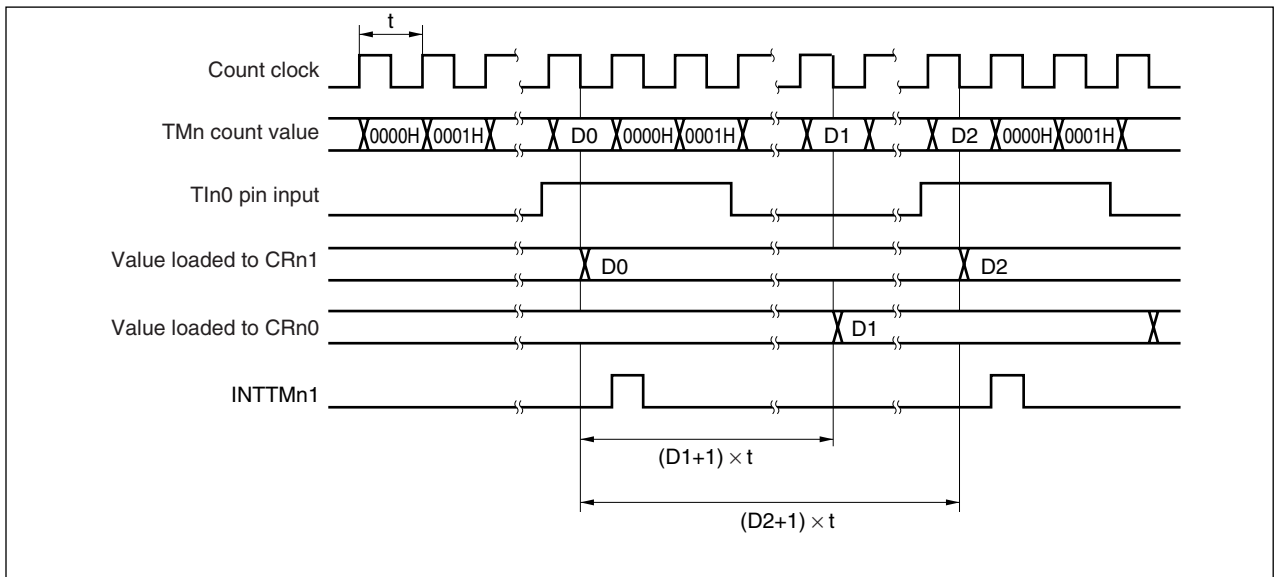 t
Count clock
TMn count value 0000H 0001H D0 0000H 0001H D1 D2 0000H 0001H
TIn0 pin input
Value loaded to CRn1 D0 D2
Value loaded to CRn0 D1
INTTMn1
(D1+1) × t
(D2+1) × t